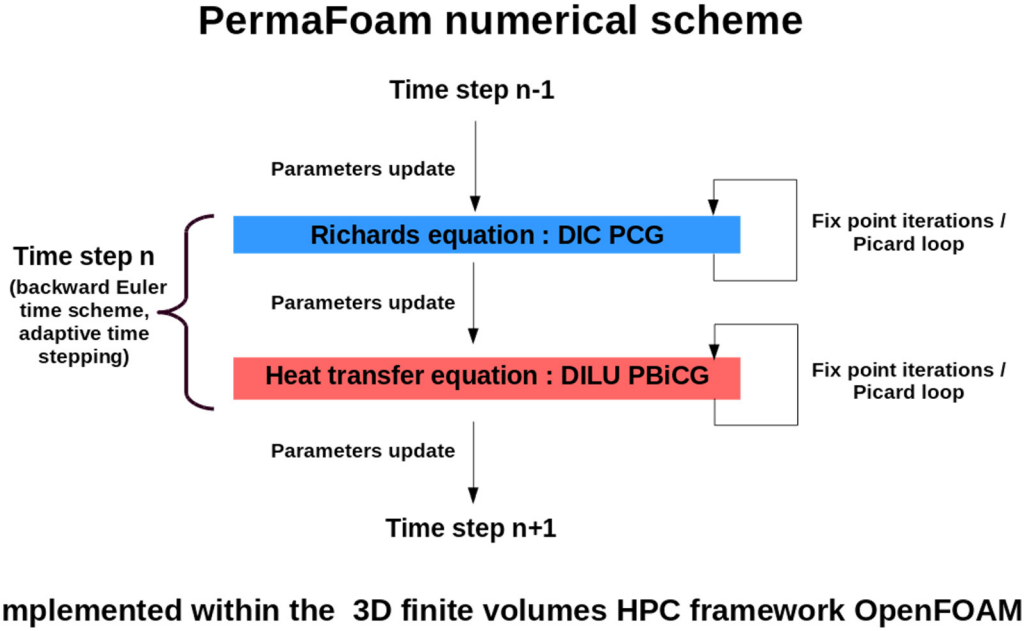 PermaFoam numerical scheme
Time step n-1
Parameters update
Richards equation : DIC PCG
Fix point iterations /
Picard loop
Time step n
(backward Euler
time scheme,
adaptive time
stepping)
Parameters update
Heat transfer equation : DILU PBiCG
Fix point iterations /
Picard loop
Parameters update
Time step n+1
mplemented within the 3D finite volumes HPC framework OpenFOAM